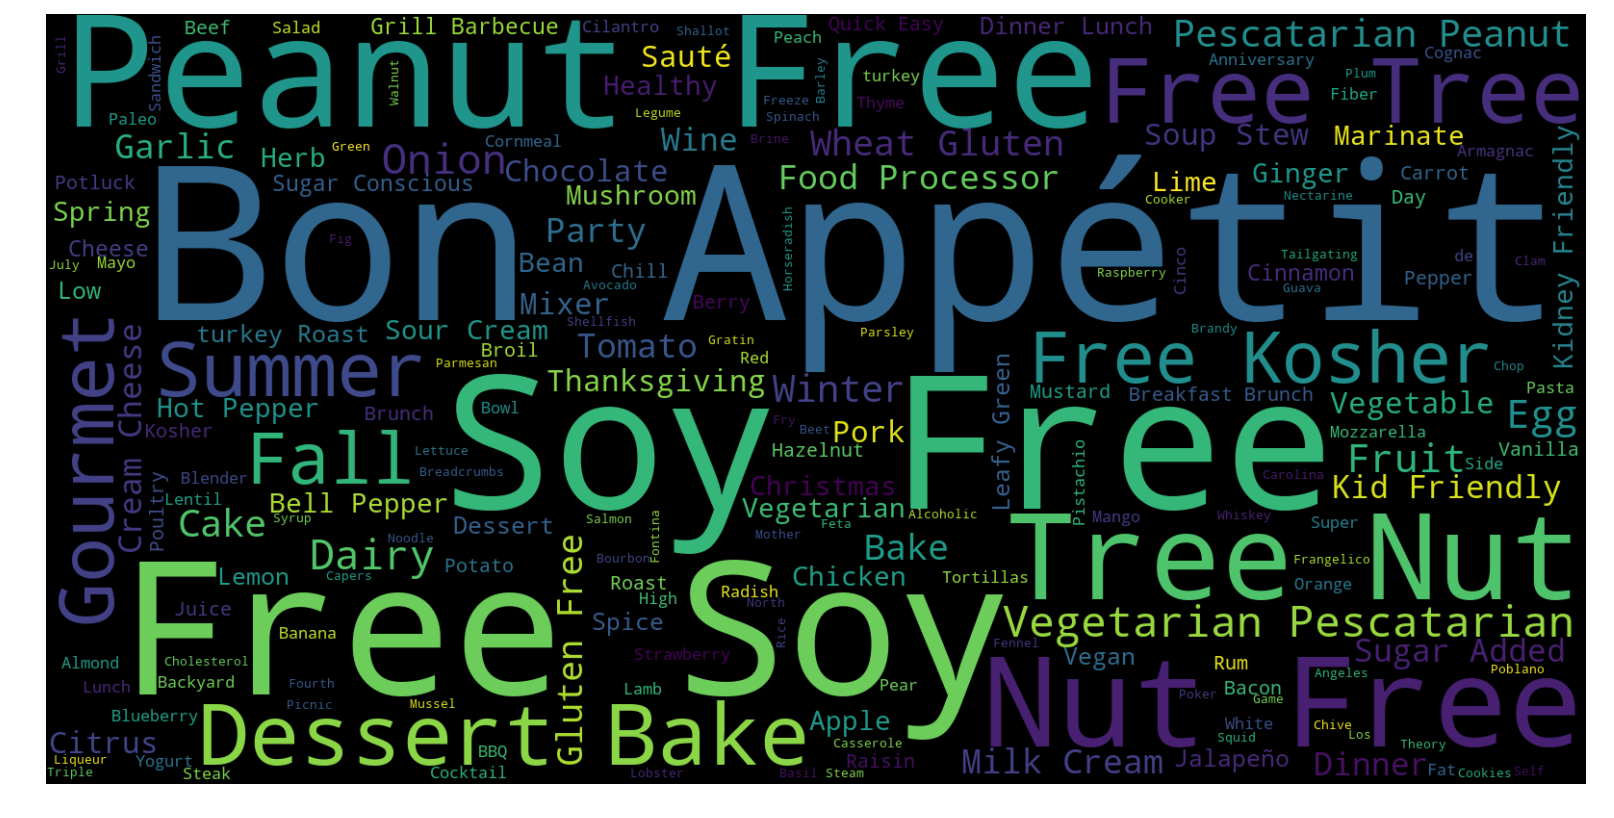 Peanut Free
Bon Appétit
Soy Free
Free Soy
Tree Nut
Nut Free
Free Tree
Free Kosher
Dessert Bake
Summer
Fall
Gourmet
Vegetarian Pescatarian
Pescatarian Peanut
Grill
Beef
Salad
Grill Barbecue
Cilantro
Shallot
Quick Easy
Dinner Lunch
Sandwich
Walnut
Sauté
Peach
Barley
turkey
Anniversary
Cognac
Plum
Fiber
Paleo
Healthy
Legume
Freeze
Spinach
Thyme
Garlic
Herb
Green
Onion
Cornmeal
Wine
Brine
Wheat Gluten
Soup Stew
Marinate
Armagnac
Kidney Friendly
Potluck
Sugar Conscious
Chocolate
Mushroom
Food Processor
Lime
Cooker
Ginger
Nectarine
Carrot
Day
Spring
Cheese
Fig
Party
Horseradish
Tailgating
de
Clam
July
Mayo
Low
Bean
Chill
Avocado
Mixer
Berry
Raspberry
Cinco
Cinnamon
Guava
Pepper
turkey Roast
Sour Cream
Shellfish
Parsley
Brandy
Cream Cheese
Broil
Parmesan
Tomato
Gratin
Red
Chop
Thanksgiving
Winter
Leafy Green
Mustard
Breakfast Brunch
Pasta
Hot Pepper
Brunch
Bowl
Fry
Beet
Pork
Vegetable
Egg
Kosher
Lettuce
Hazelnut
Mozzarella
Vanilla
Poultry
Blender
Breadcrumbs
Christmas
Pistachio
Carolina
Fruit
Side
Kid Friendly
Lentil
Bell Pepper
Vegetarian
Alcoholic
Cake
Syrup
Dessert
Salmon
Fontina
Feta
Mother
Mango
Whiskey
Super
Noodle
Dairy
Capers
Potato
Bourbon
Bake
Frangelico
Lemon
Gluten Free
Roast
Chicken
Tortillas
Orange
Juice
Banana
High
Radish
North
Spice
Rice
Almond
Cholesterol
Strawberry
Fennel
Vegan
Rum
Sugar Added
Poblano
Lunch
Backyard
Fourth
Picnic
Mussel
Lamb
Pear
Poker
Bacon
Game
Angeles
Blueberry
Apple
White
Squid
Chive
Los
Citrus
Liqueur
Triple
Yogurt
Steak
BBQ
Cocktail
Lobster
Casserole
Raisin
Basil
Steam
Milk Cream
Jalapeño
Dinner
Theory
Fat
Cookies
Self